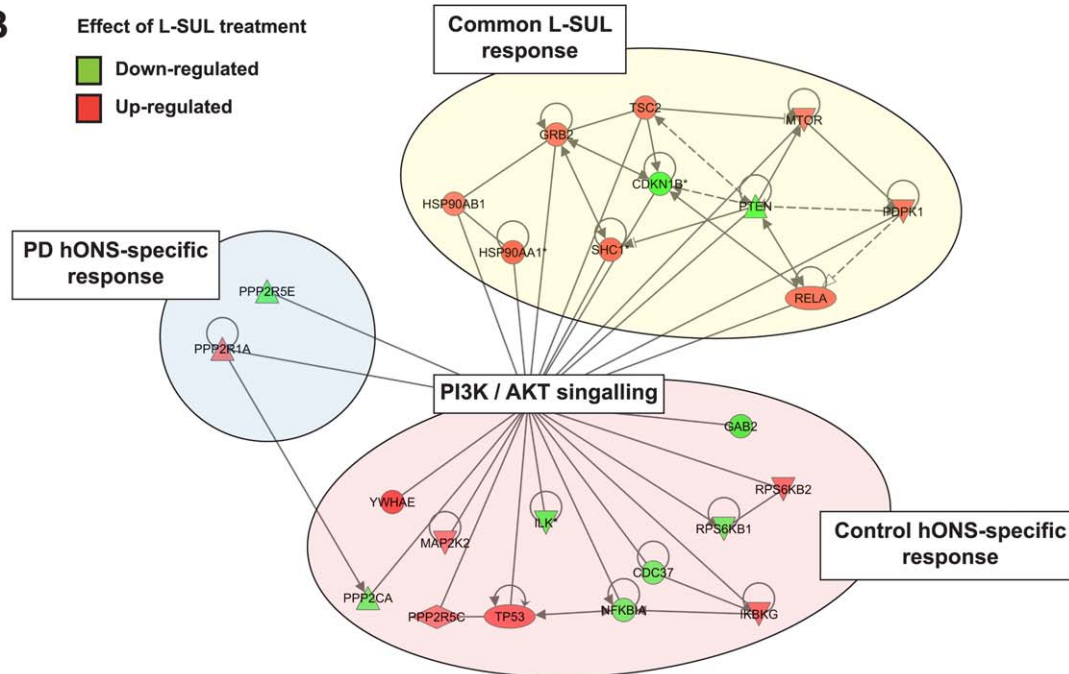 B
Effect of L-SUL treatment
Down-regulated
Up-regulated
Common L-SUL
response
TSC2
MTOR
GRB2
CDKN1B*
PTEN
PDPK1
HSP90AB1
HSP90AA1*
SHC1*
RELA
PD hONS-specific
response
PPP2R5E
PPP2R1A
PI3K / AKT singalling
GAB2
YWHAE
RPS6KB2
MAP2K2
ILK*
RPS6KB1
Control hONS-specific
response
CDC37
PPP2CA
PPP2R5C
TP53
NFKBIA
IKBKG